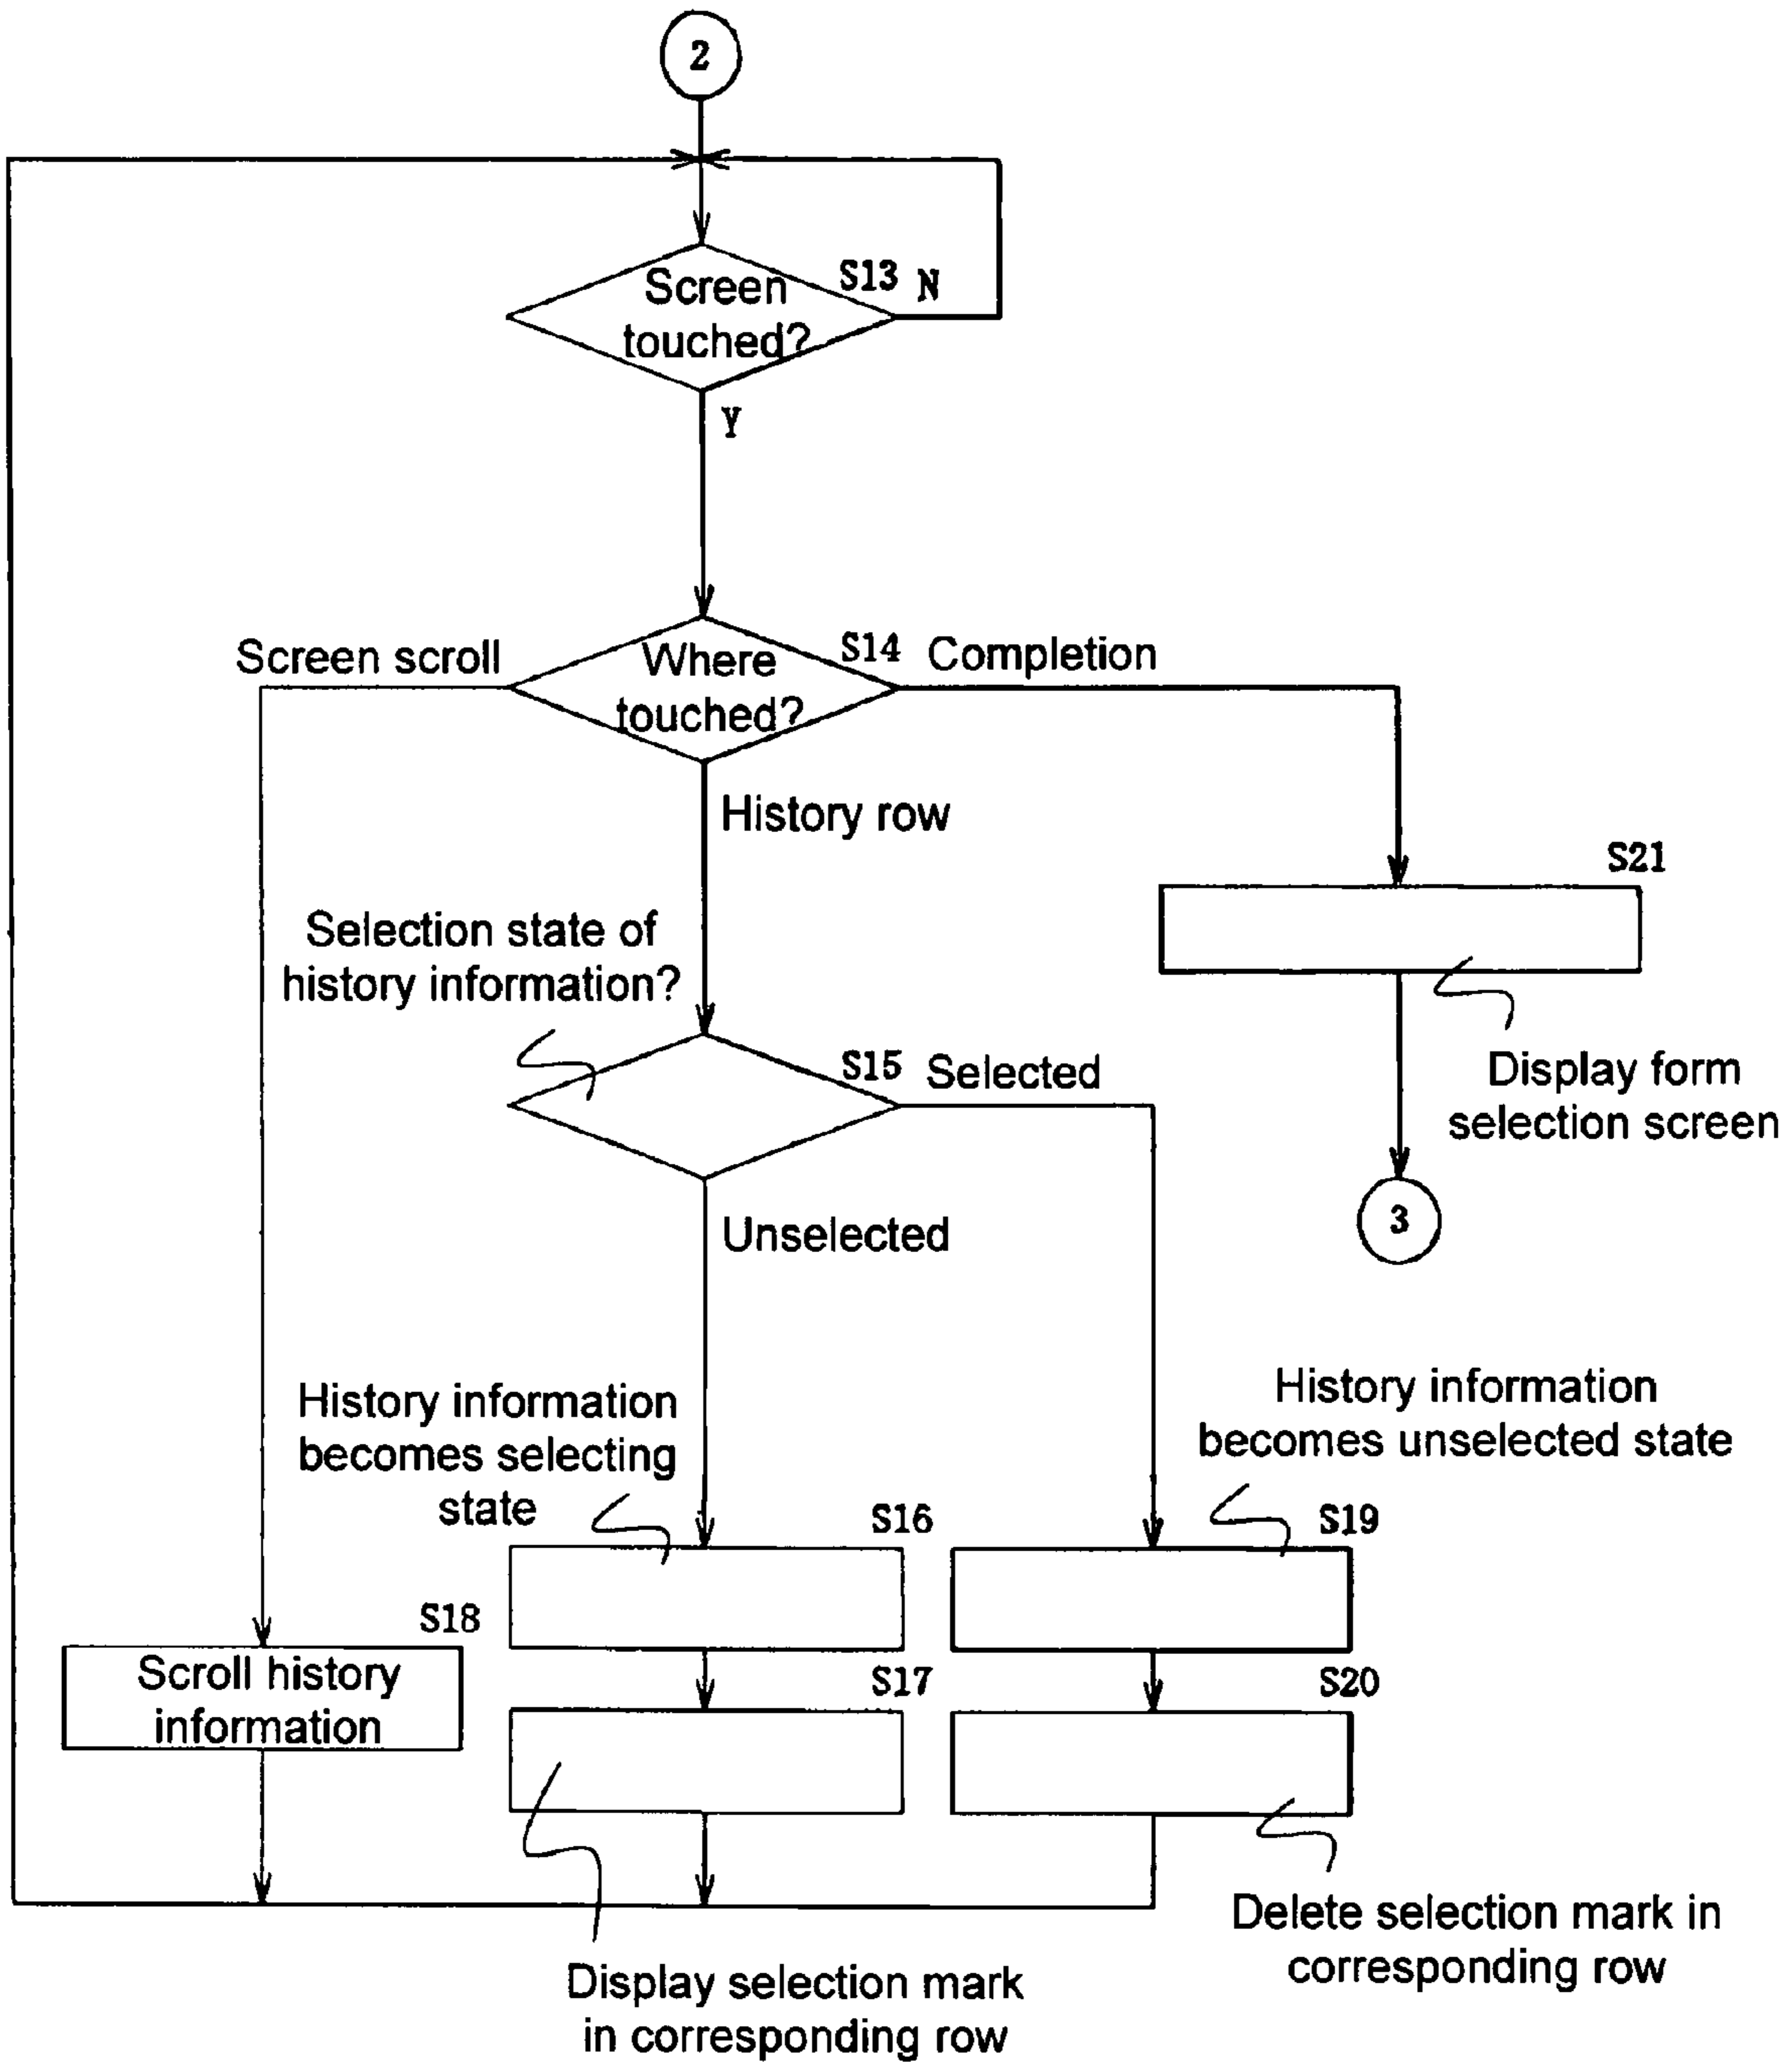 2
S13
N
Screen
touched?
Y
Screen scroll
S14
Completion
Where
touched?
History row
S21
Selection state of
history information?
S15
Selected
Display form
selection screen
3
Unselected
History information
becomes selecting
state
History information
becomes unselected state
S16
S19
S18
Scroll history
information
S17
S20
Delete selection mark in
corresponding row
Display selection mark
in corresponding row